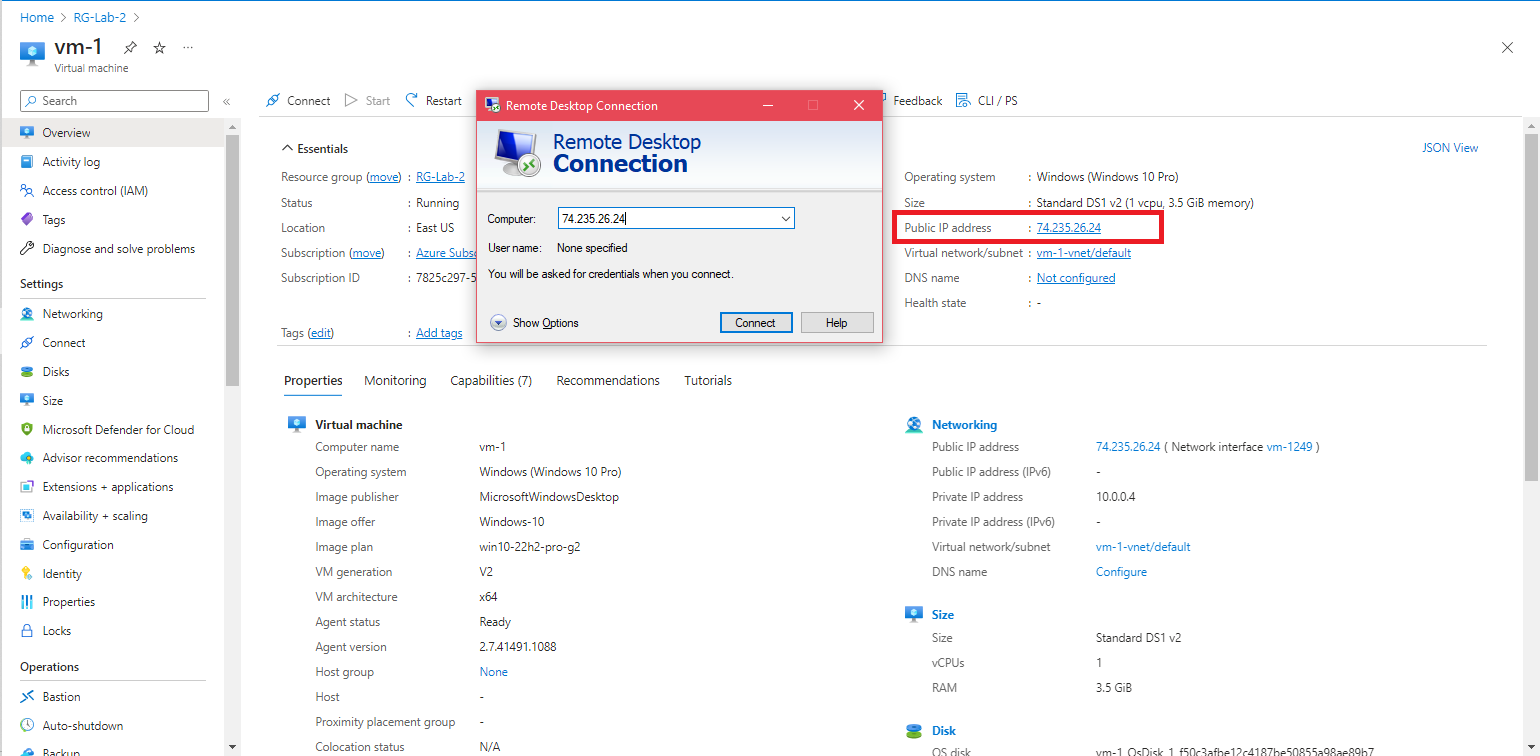 Home > RG-Lab-2 >
vm-1
Virtual machine
Search
Overview
Activity log
Access control (IAM)
Tags
Diagnose and solve problems
Settings
Networking
Connect
Disks
Size
Microsoft Defender for Cloud
Advisor recommendations
Extensions + applications
Availability + scaling
Configuration
Identity
Properties
Locks
Operations
Bastion
Auto-shutdown
Backup
Connect Start Restart Feedback CLI / PS
Essentials JSON View
Resource group (move) : RG-Lab-2
Status : Running
Location : East US
Subscription (move) : Azure
Subscription ID : 7825c297-5
Tags (edit) : Add tags
Operating system : Windows (Windows 10 Pro)
Size : Standard DS1 v2 (1 vcpu, 3.5 GiB memory)
Public IP address : 74.235.26.24
Virtual network/subnet : vm-1-vnet/default
DNS name : Not configured
Health state : -
Remote Desktop Connection
Remote Desktop
Connection
Computer: 74.235.26.24
User name: None specified
You will be asked for credentials when you connect.
Show Options Connect Help
Properties Monitoring Capabilities (7) Recommendations Tutorials
Virtual machine
Computer name vm-1
Operating system Windows (Windows 10 Pro)
Image publisher MicrosoftWindowsDesktop
Image offer Windows-10
Image plan win10-22h2-pro-g2
VM generation V2
VM architecture x64
Agent status Ready
Agent version 2.7.41491.1088
Host group None
Host -
Proximity placement group -
Colocation status N/A
Networking
Public IP address 74.235.26.24 ( Network interface vm-1249 )
Public IP address (IPv6) -
Private IP address 10.0.0.4
Private IP address (IPv6) -
Virtual network/subnet vm-1-vnet/default
DNS name Configure
Size
Size Standard DS1 v2
vCPUs 1
RAM 3.5 GiB
Disk
OS disk vm-1_OsDisk_1_f50c3afbe12c4187be50855a98ae89b7